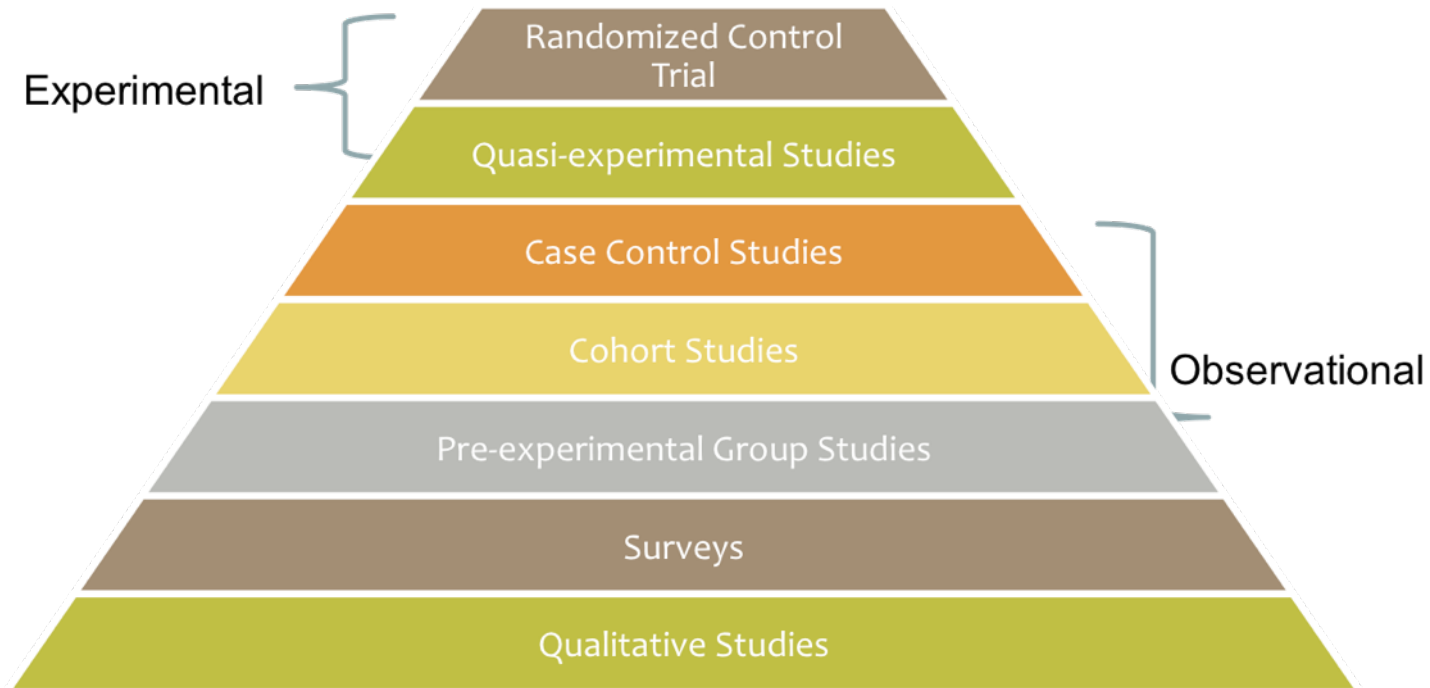 Randomized Control
Trial
Experimental
Quasi-experimental Studies
Case Control Studies
Cohort Studies
Observational
Pre-experimental Group Studies
Surveys
Qualitative Studies